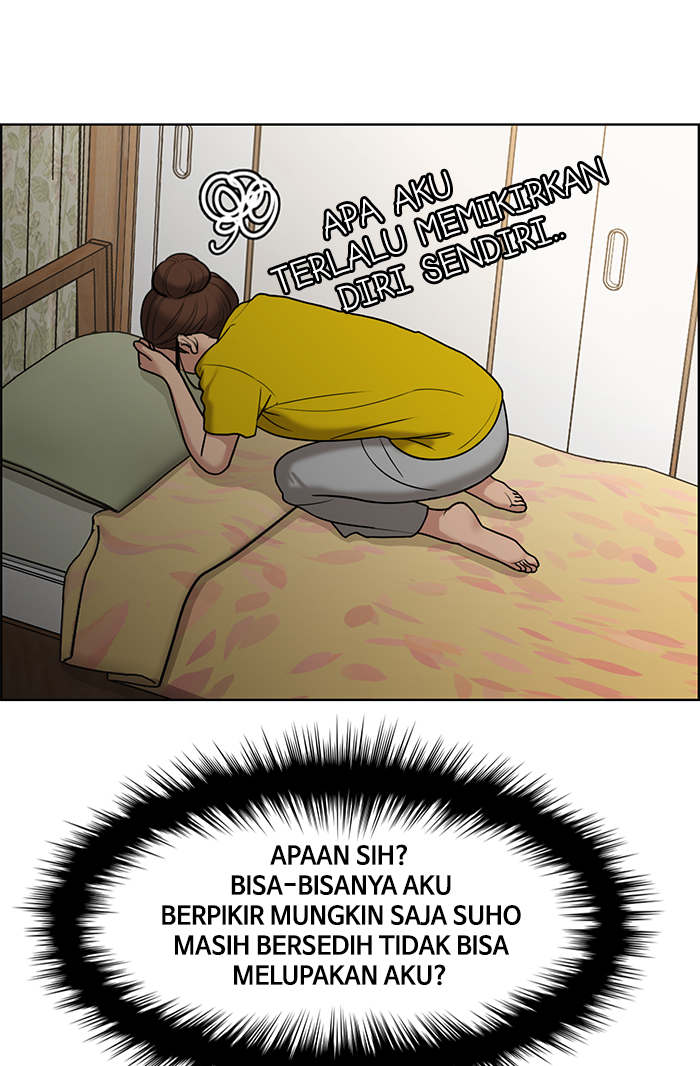 APA AKU
TERLALU MEMIKIRKAN
DIRI SENDIRI..
APAAN SIH?
BISA-BISANYA AKU
BERPIKIR MUNGKIN SAJA SUHO
MASIH BERSEDIH TIDAK BISA
MELUPAKAN AKU?